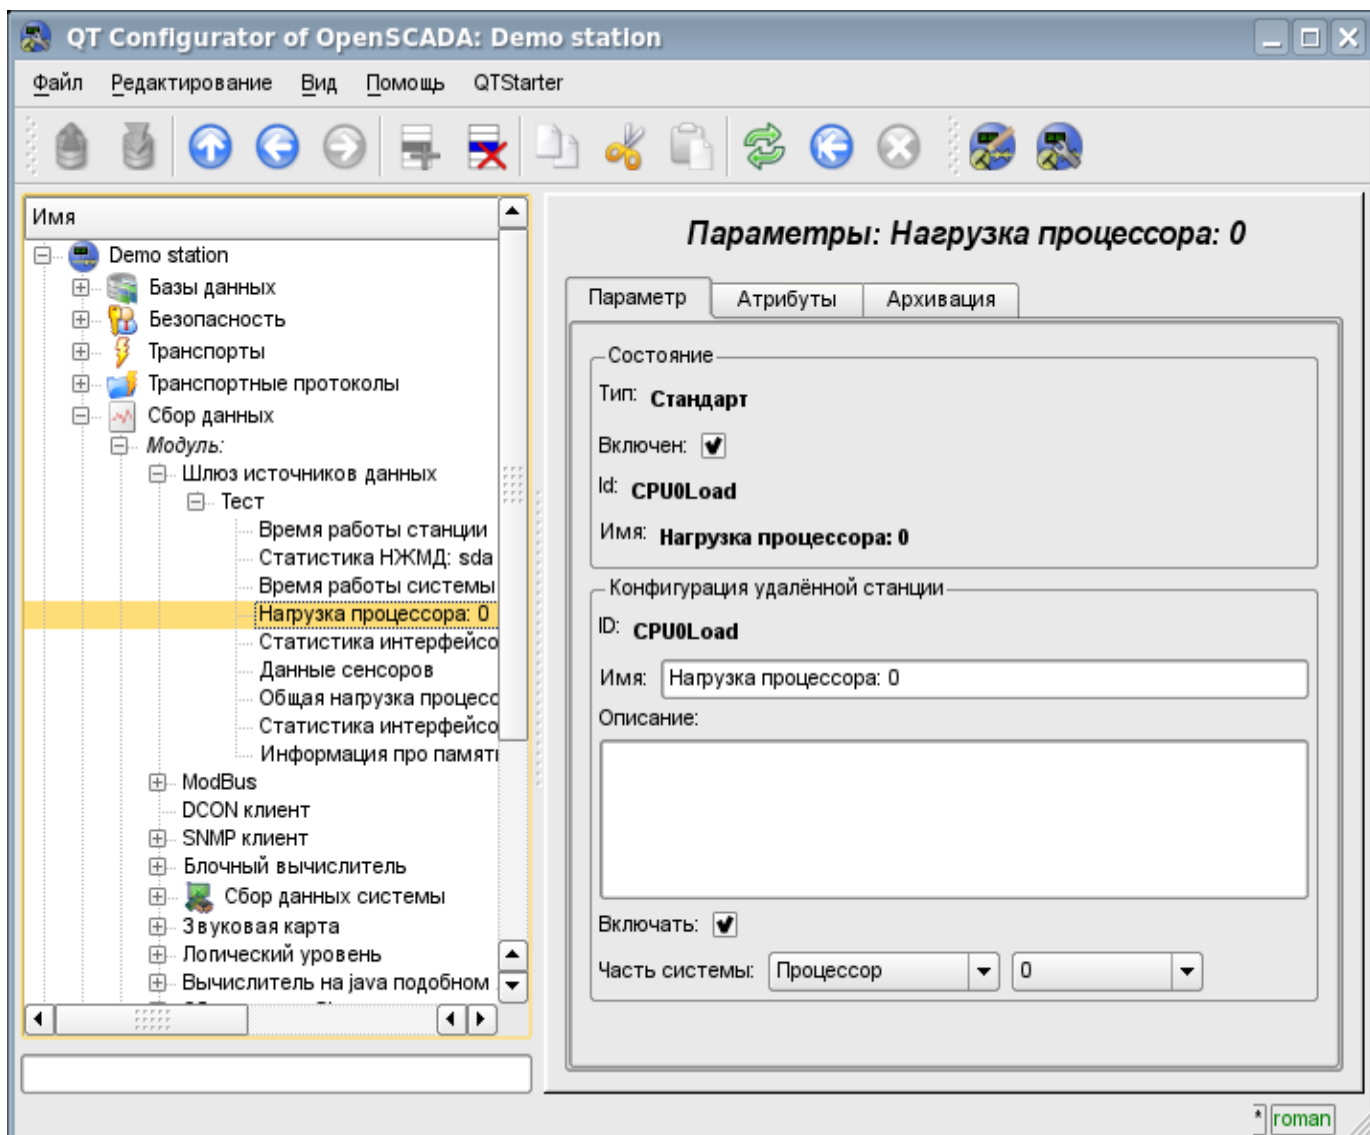 QT Configurator of OpenSCADA: Demo station
Файл Редактирование Вид Помощь QTStarter
Имя
Demo station
Базы данных
Безопасность
Транспорты
Транспортные протоколы
Сбор данных
Модуль:
Шлюз источников данных
Тест
Время работы станции
Статистика НЖМД: sda
Время работы системы
Нагрузка процессора: 0
Статистика интерфейсо
Данные сенсоров
Общая нагрузка процесс
Статистика интерфейсо
Информация про памят
ModBus
DCON клиент
SNMP клиент
Блочный вычислитель
Сбор данных системы
Звуковая карта
Логический уровень
Вычислитель на java подобном
Параметры: Нагрузка процессора: 0
Параметр Атрибуты Архивация
Состояние
Тип: Стандарт
Включен:
Id: CPU0Load
Имя: Нагрузка процессора: 0
Конфигурация удалённой станции
ID: CPU0Load
Имя: Нагрузка процессора: 0
Описание:
Включать:
Часть системы: Процессор 0
* roman